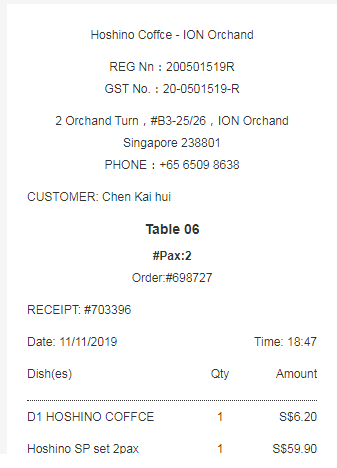 Hoshino Coffce - ION Orchand
REG Nn：200501519R
GST No.：20-0501519-R
2 Orchand Turn，#B3-25/26，ION Orchand
Singapore 238801
PHONE：+65 6509 8638
CUSTOMER: Chen Kai hui
Table 06
#Pax:2
Order:#698727
RECEIPT: #703396
Date: 11/11/2019 Time: 18:47
Dish(es) Qty Amount
D1 HOSHINO COFFCE 1 S$6.20
Hoshino SP set 2pax 1 S$59.90